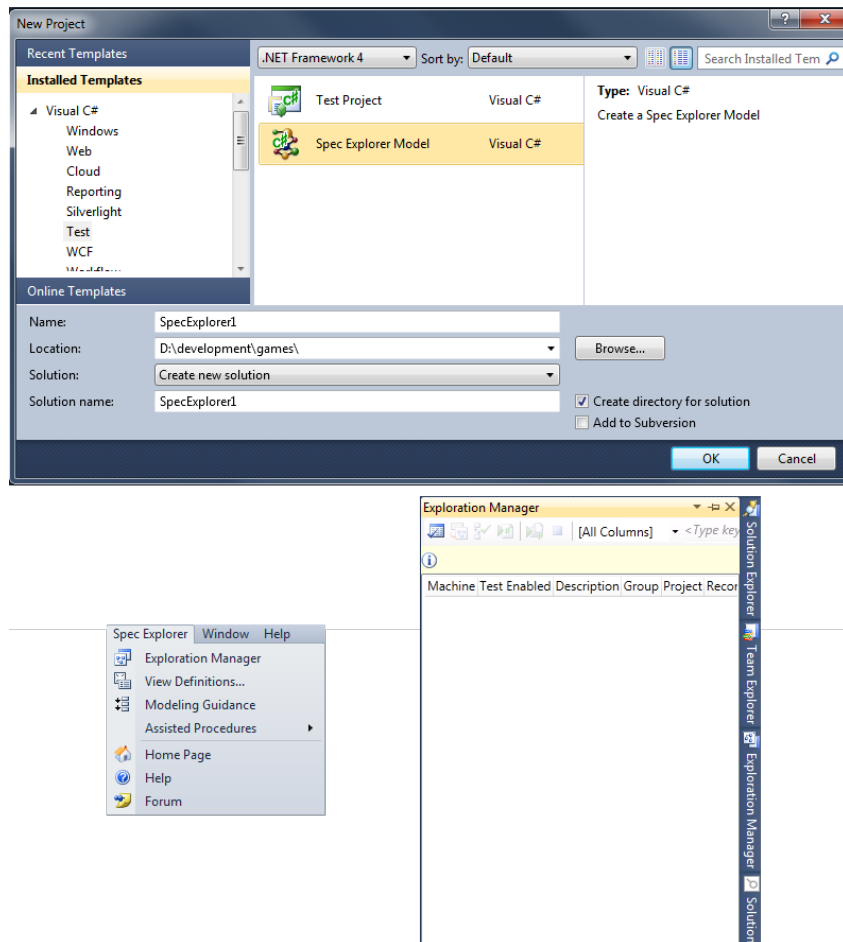 New Project
Recent Templates
.NET Framework 4 Sort by: Default Search Installed Tem
Installed Templates
Visual C#
Windows
Web
Cloud
Reporting
Silverlight
Test
WCF
Workflow
Test Project Visual C#
Spec Explorer Model Visual C#
Type: Visual C#
Create a Spec Explorer Model
Online Templates
Name: SpecExplorer1
Location: D:\development\games\ Browse...
Solution: Create new solution
Solution name: SpecExplorer1 Create directory for solution
Add to Subversion
OK Cancel
Exploration Manager
[All Columns] <Type key
Machine Test Enabled Description Group Project Recor
Solution Explorer
Team Explorer
Exploration Manager
Solution
Spec Explorer Window Help
Exploration Manager
View Definitions...
Modeling Guidance
Assisted Procedures
Home Page
Help
Forum